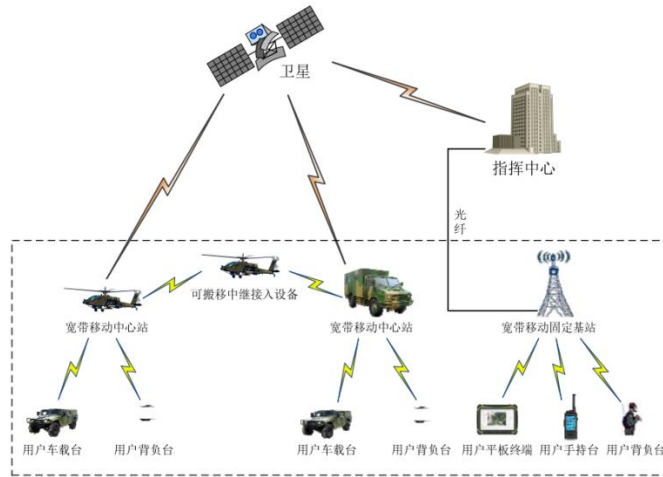 卫星
指挥中心
光
纤
可搬移中继接入设备
宽带移动中心站
宽带移动中心站
宽带移动固定基站
用户车载台
用户背负台
用户车载台
用户背负台
用户平板终端
用户手持台
用户背负台